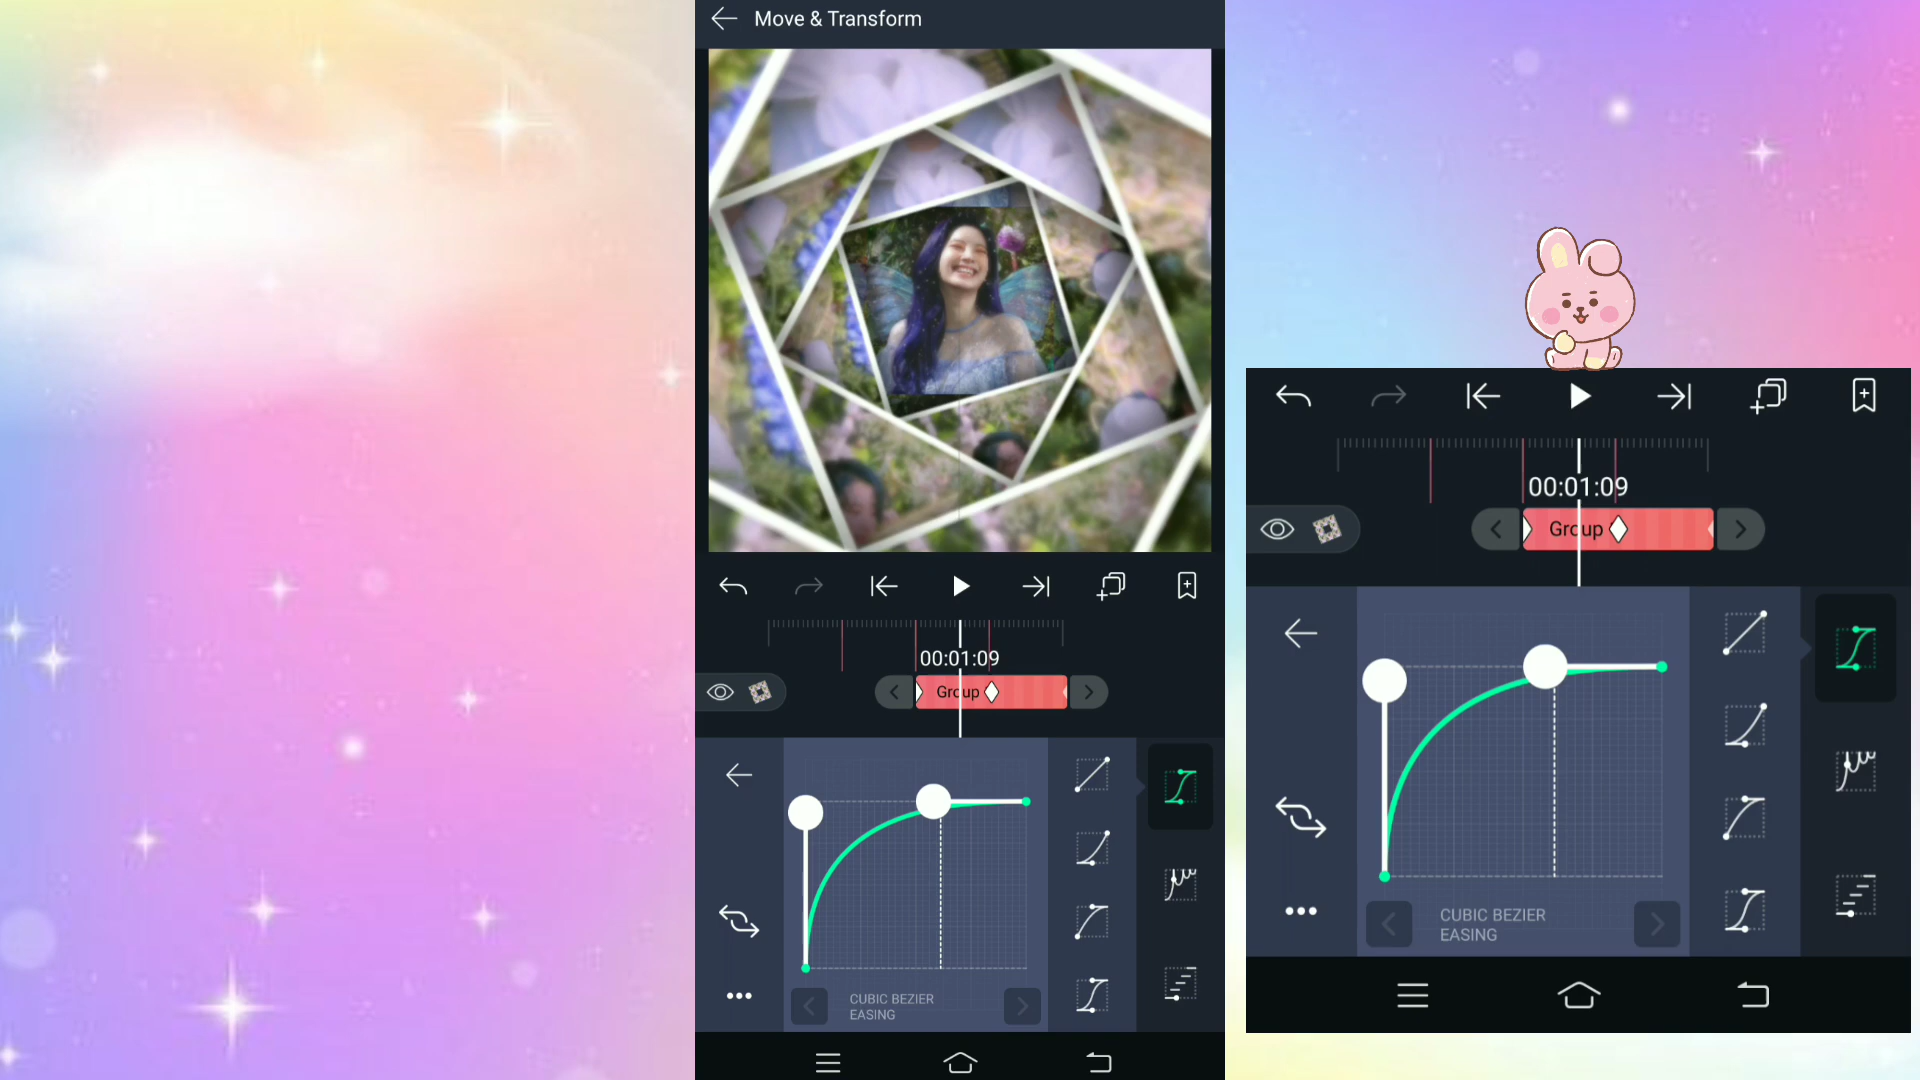 Move & Transform
00:01:09
Group
CUBIC BEZIER
EASING
00:01:09
Group
CUBIC BEZIER
EASING